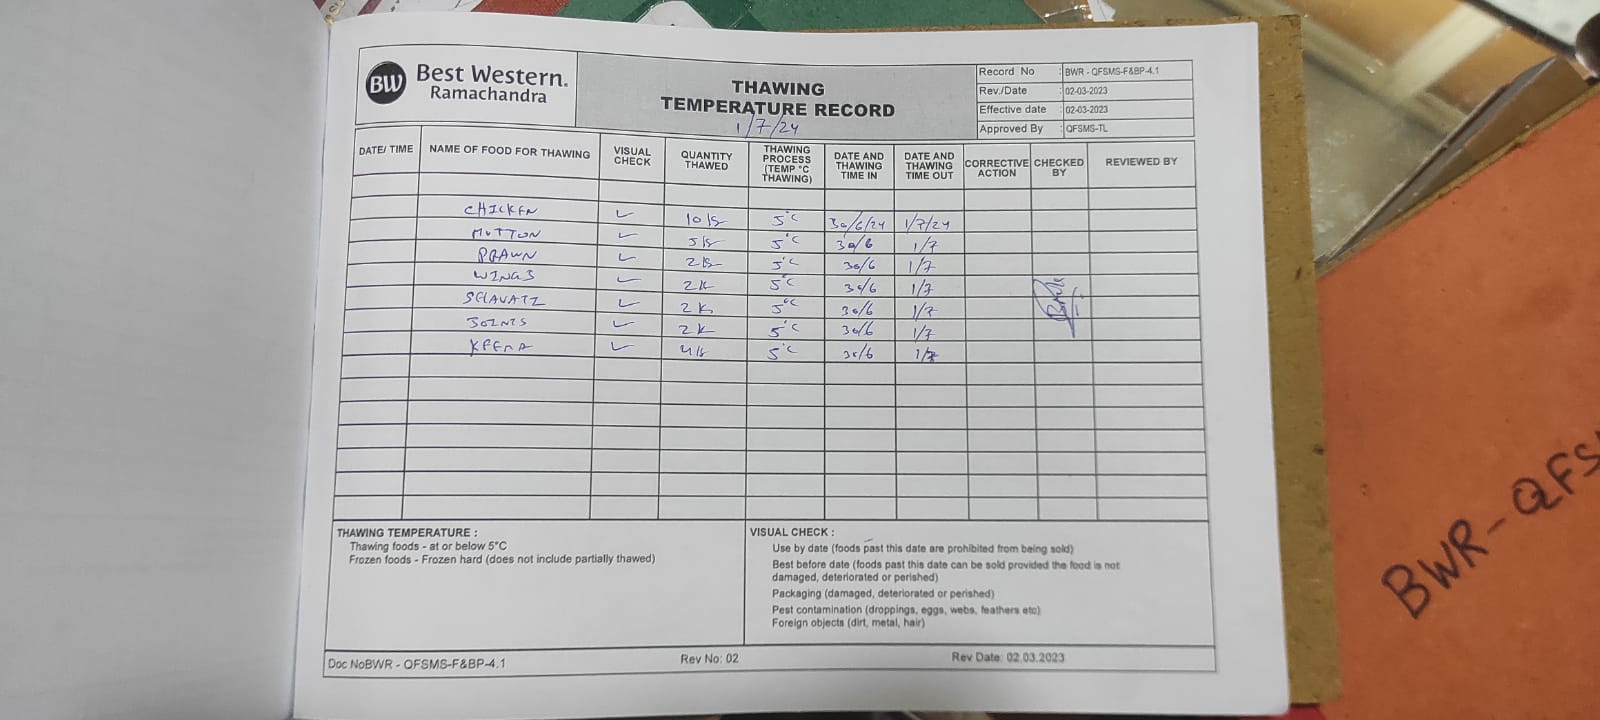 BW Best Western.
Ramachandra
THAWING
TEMPERATURE RECORD
1/7/24
Record No : BWR - QFSMS-F&BP-4.1
Rev./Date : 02-03-2023
Effective date : 02-03-2023
Approved By : QFSMS-TL
DATE/ TIME NAME OF FOOD FOR THAWING VISUAL CHECK QUANTITY THAWED THAWING PROCESS (TEMP °C THAWING) DATE AND THAWING TIME IN DATE AND THAWING TIME OUT CORRECTIVE ACTION CHECKED BY REVIEWED BY
CHICKEN ✓ 10 5°C 30/6/24 1/7/24
MUTTON ✓ 5 5°C 30/6 1/7
PRAWN ✓ 2 5°C 30/6 1/7
WINGS ✓ 2K 5°C 30/6 1/7
✓ 2K 5°C 30/6 1/7
JOINTS ✓ 2K 5°C 30/6 1/7
KEEMA ✓ 4 5°C 30/6 1/7
THAWING TEMPERATURE :
Thawing foods - at or below 5°C
Frozen foods - Frozen hard (does not include partially thawed)
VISUAL CHECK :
Use by date (foods past this date are prohibited from being sold)
Best before date (foods past this date can be sold provided the food is not
damaged, deteriorated or perished)
Packaging (damaged, deteriorated or perished)
Pest contamination (droppings, eggs, webs, feathers etc)
Foreign objects (dirt, metal, hair)
Doc NoBWR - QFSMS-F&BP-4.1 Rev No: 02 Rev Date: 02.03.2023
BWR-QFS